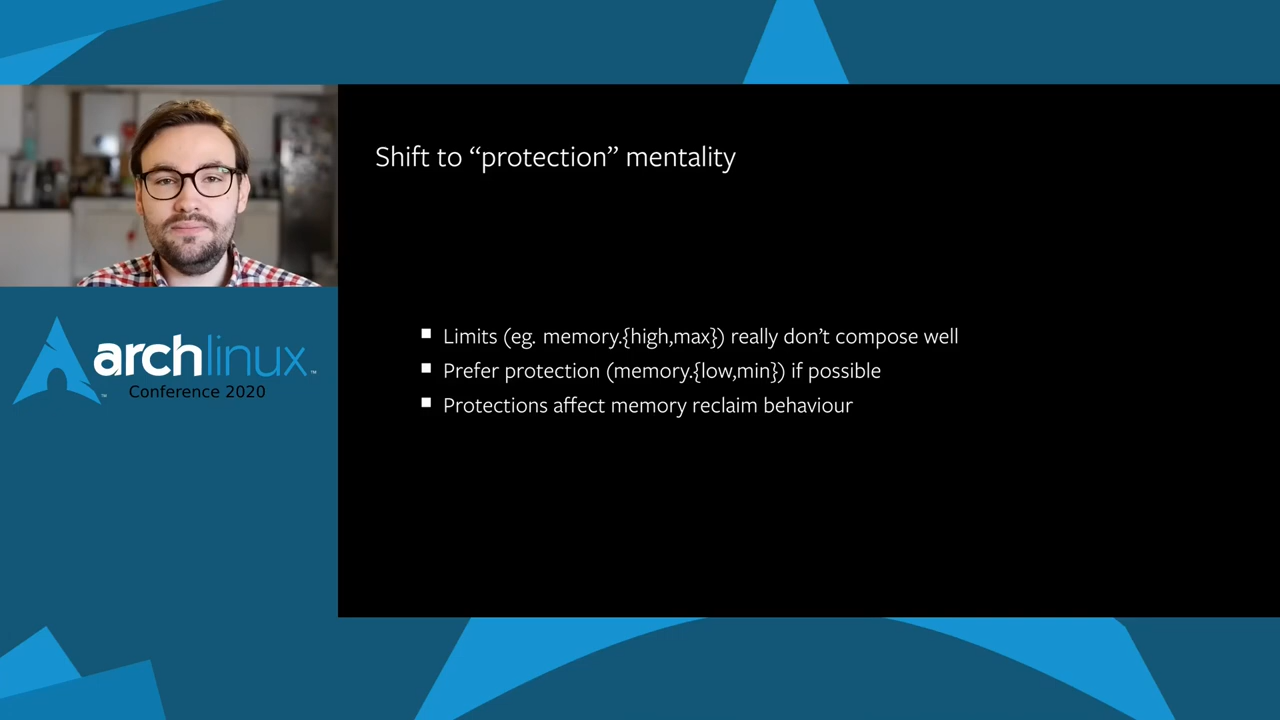 Shift to “protection” mentality
Limits (eg. memory.{high,max}) really don’t compose well
Prefer protection (memory.{low,min}) if possible
Protections affect memory reclaim behaviour
archlinux™
Conference 2020